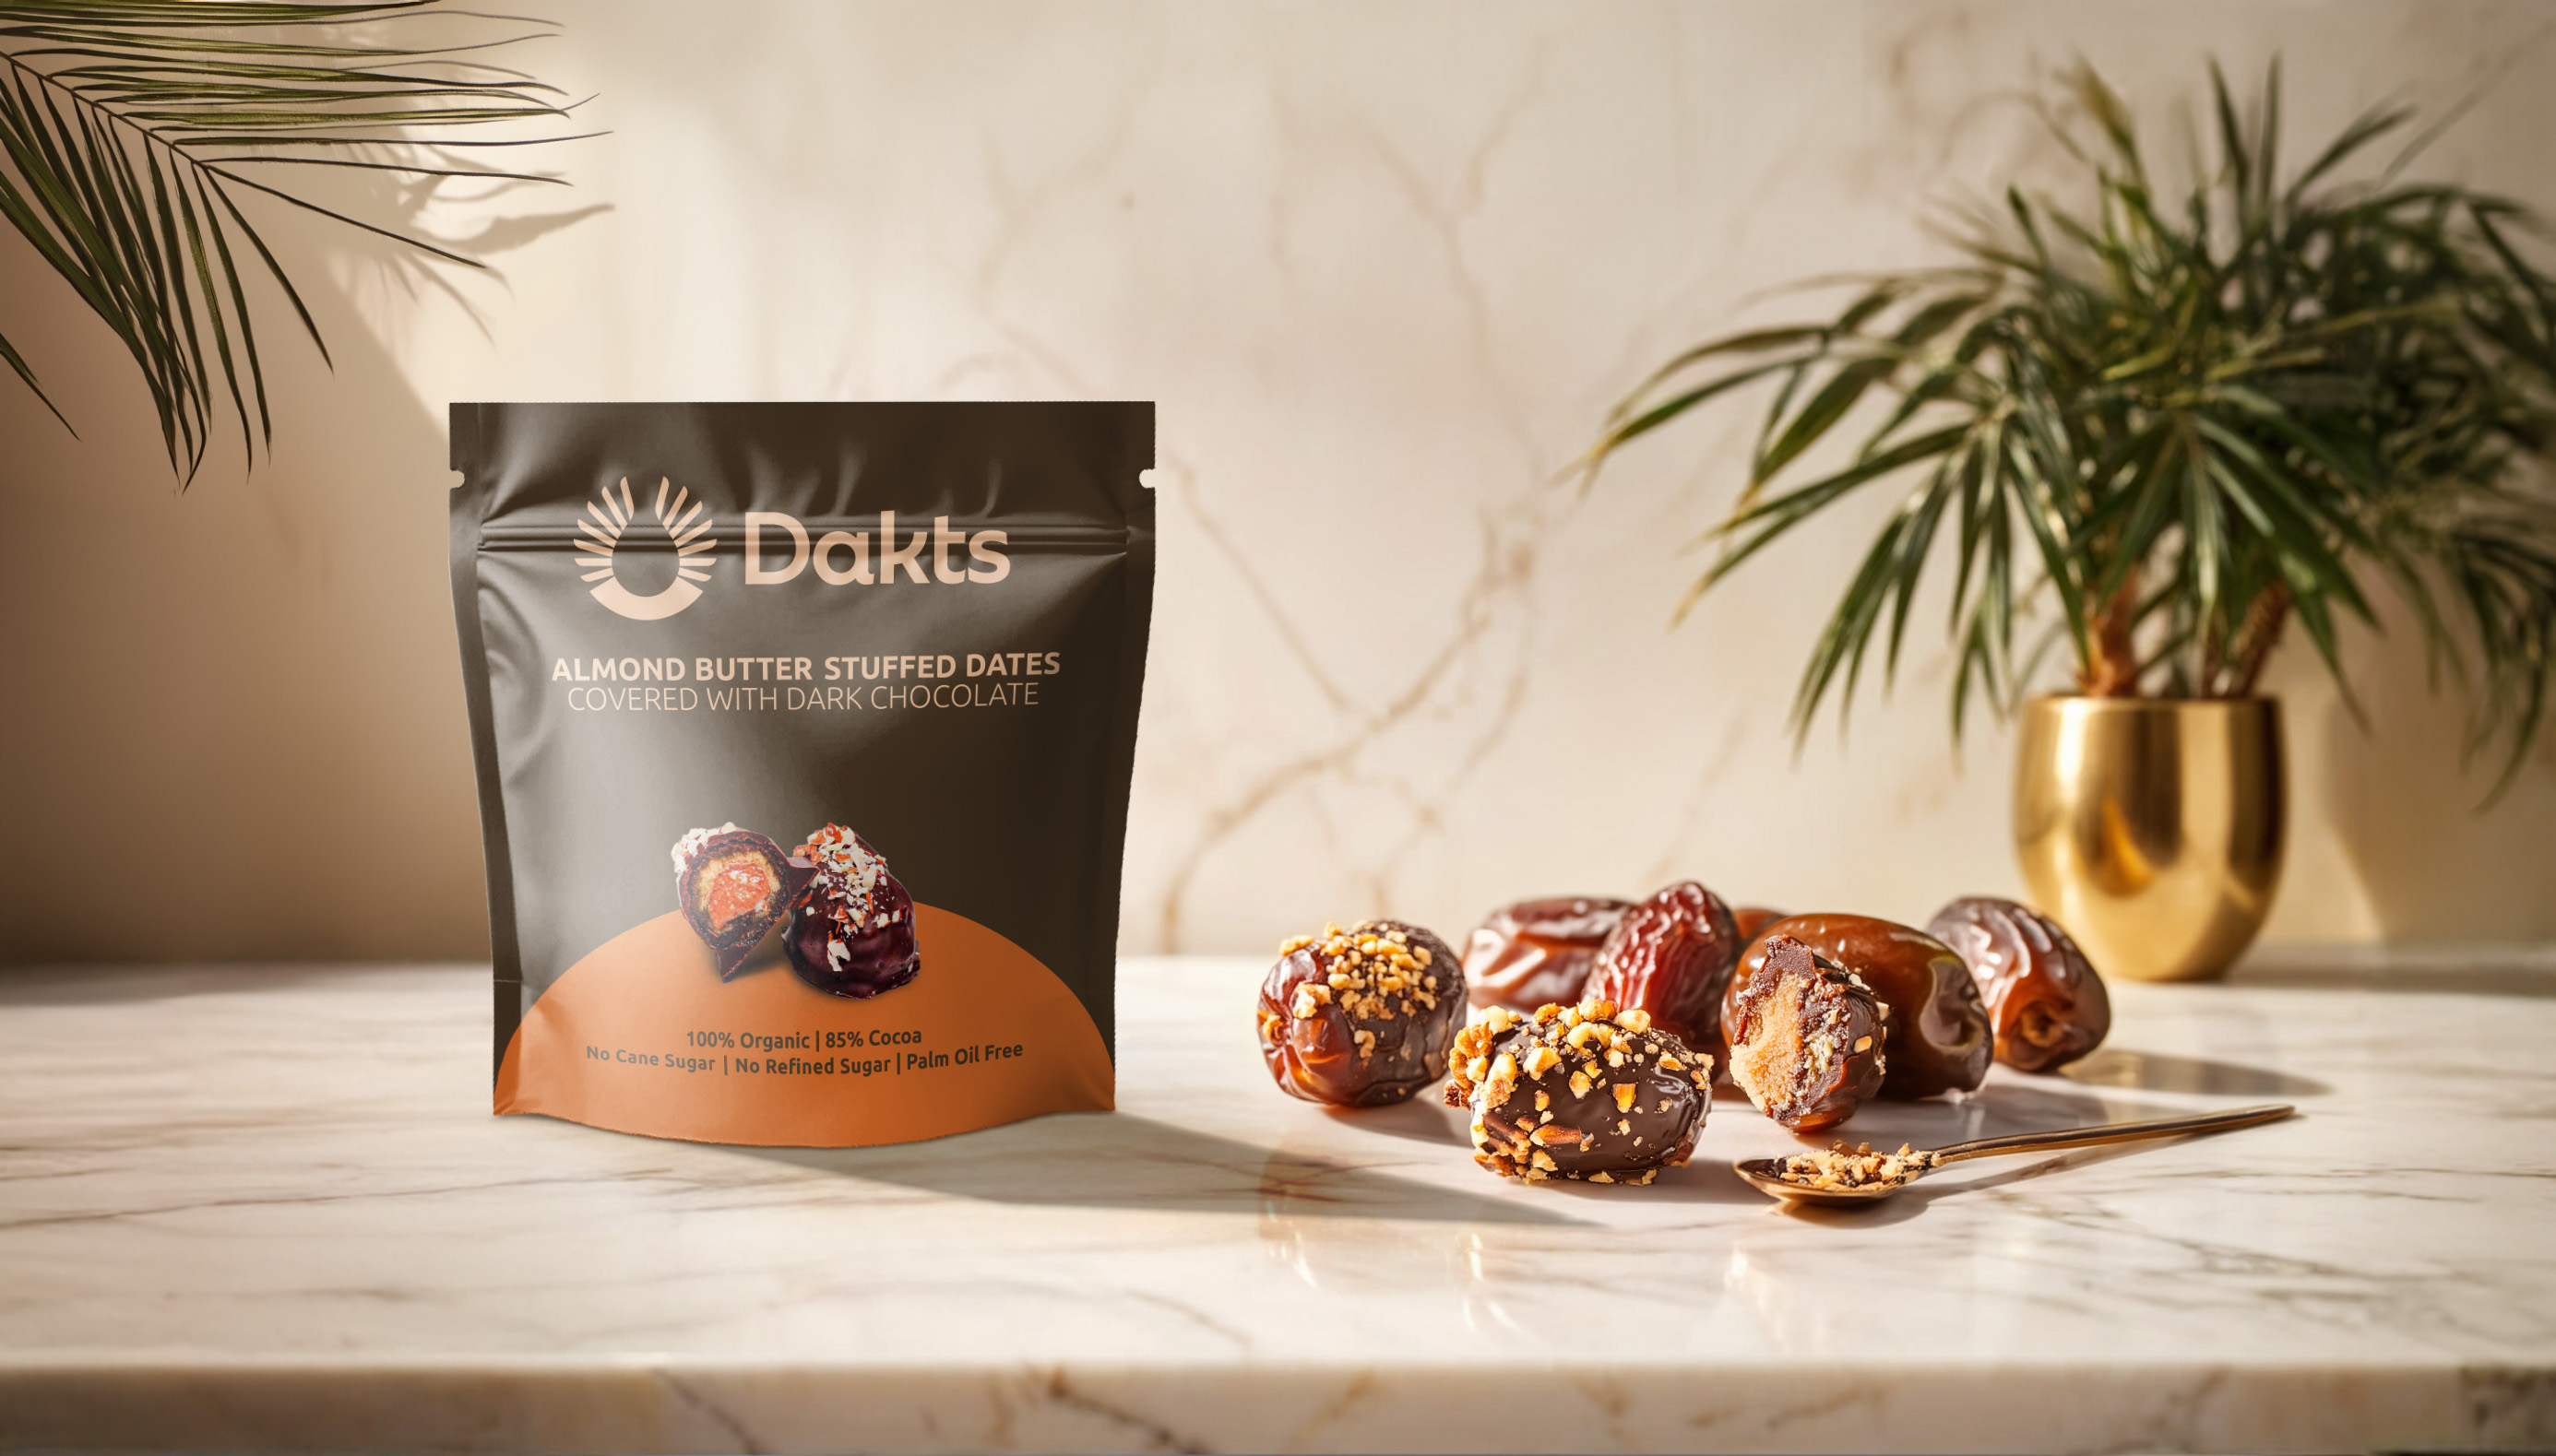 Dakts
ALMOND BUTTER STUFFED DATES
COVERED WITH DARK CHOCOLATE
100% Organic | 85% Cocoa
No Cane Sugar | No Refined Sugar | Palm Oil Free